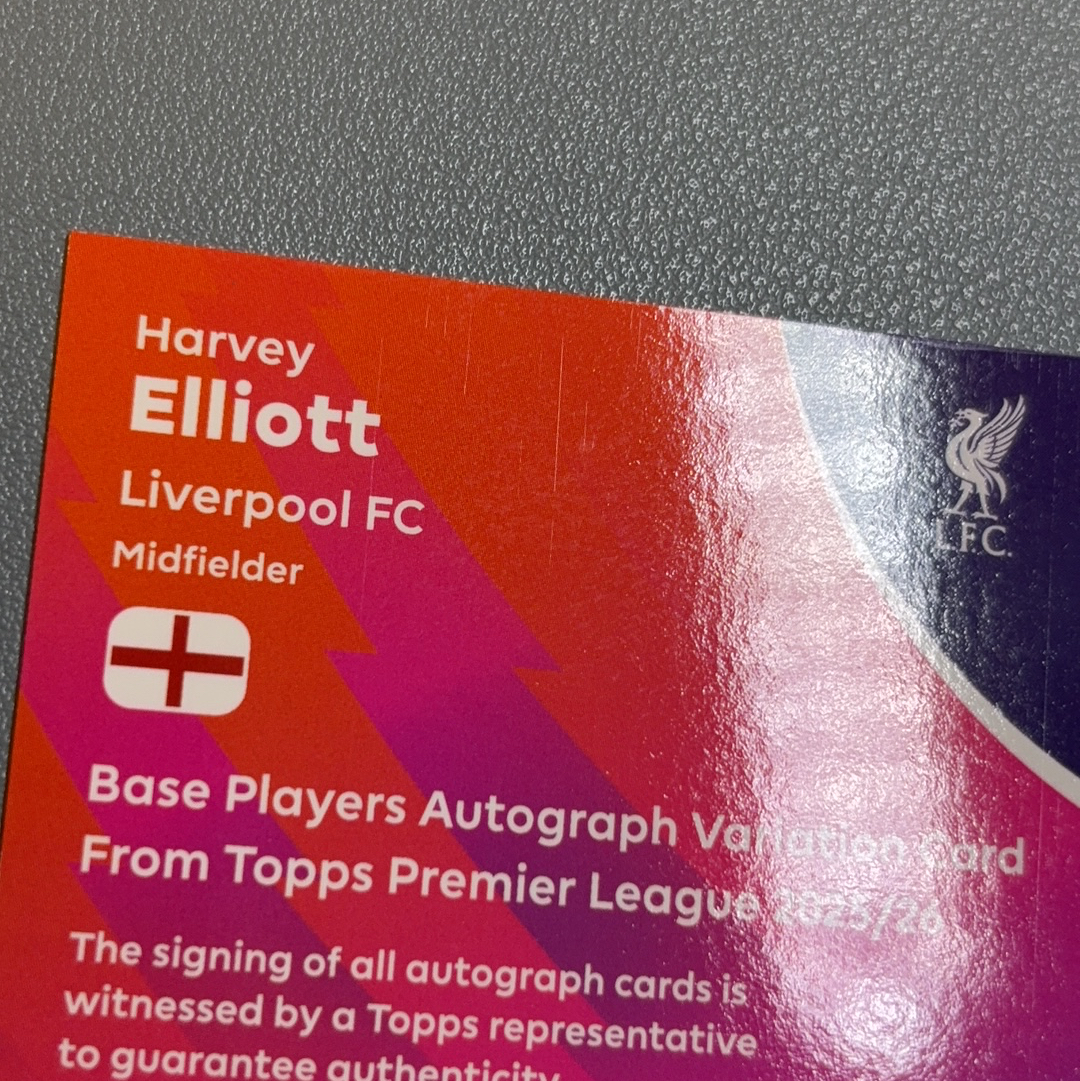 Harvey
Elliott
Liverpool FC
Midfielder
L.F.C.
Base Players Autograph Variation Card
From Topps Premier League 2025/26
The signing of all autograph cards is
witnessed by a Topps representative
to guarantee authenticity.